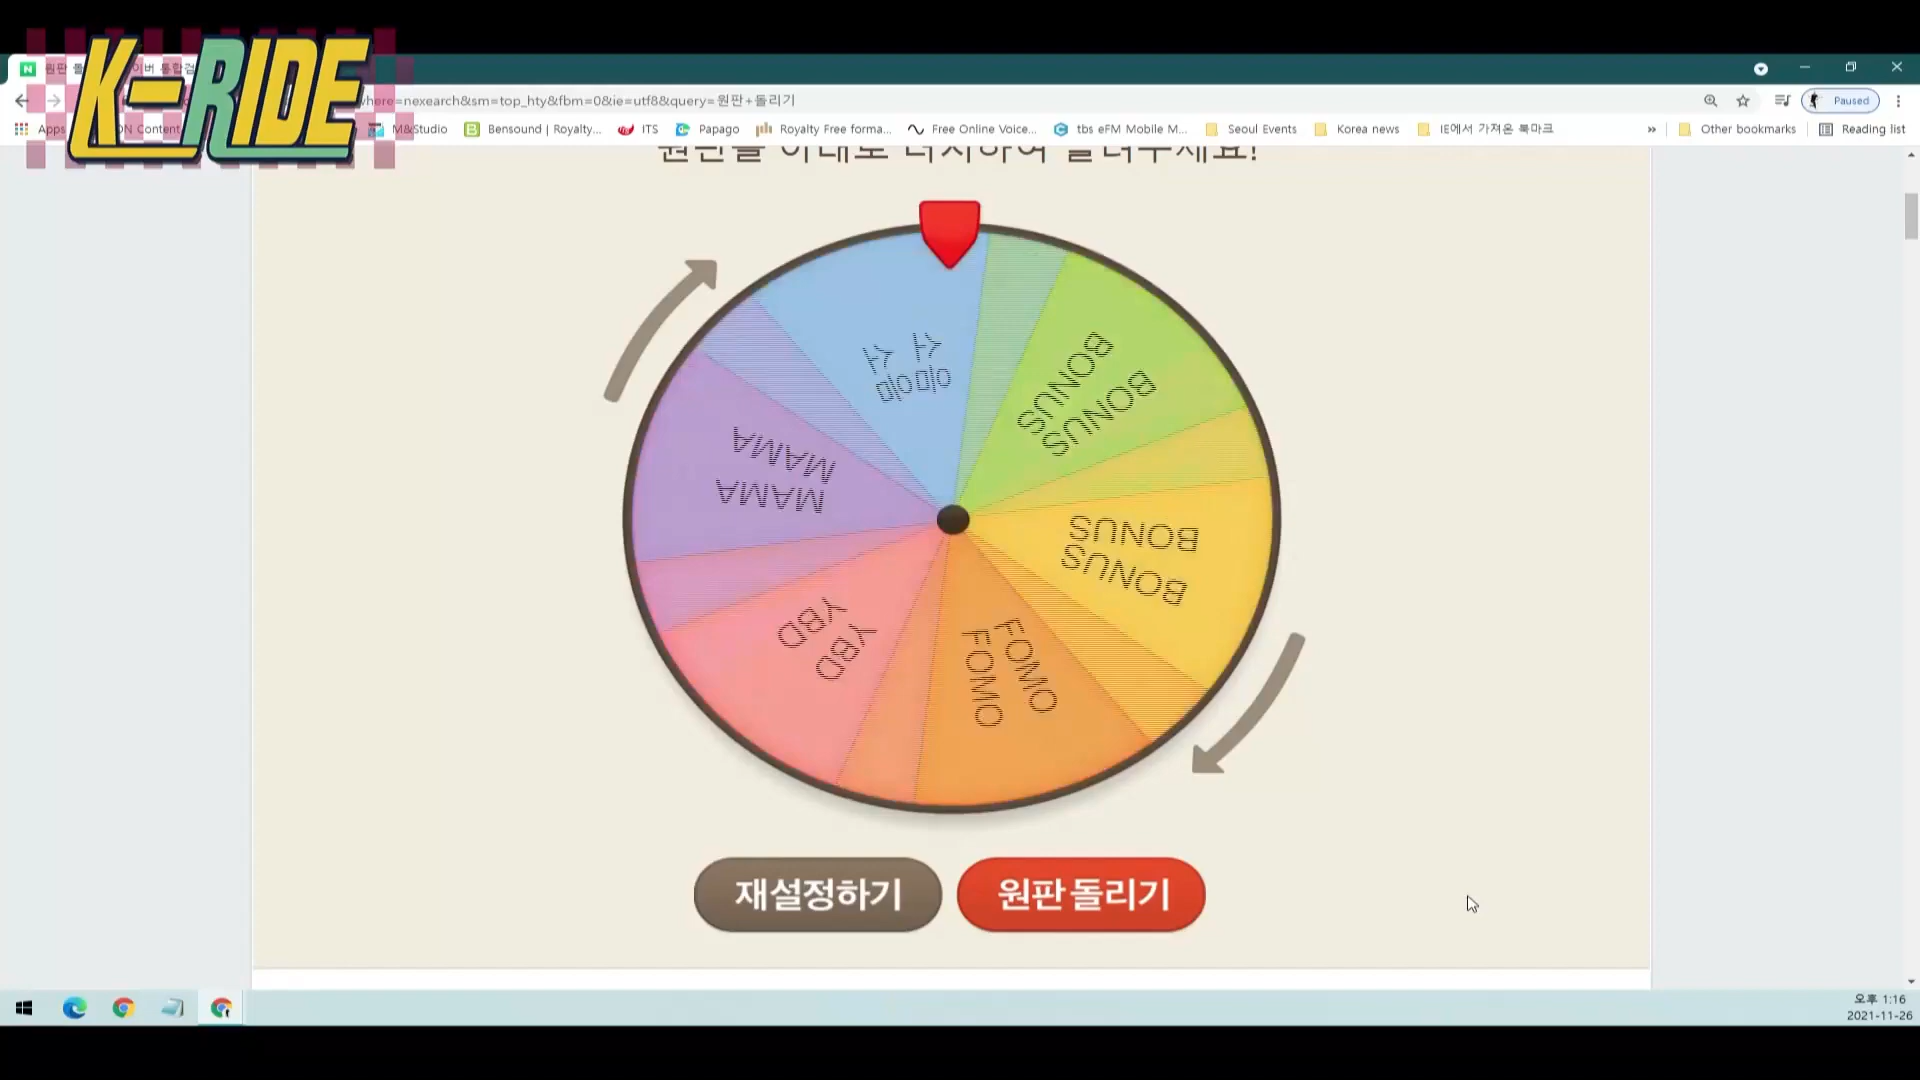 K-RIDE
where=nexearch&sm=top_hty&fbm=0&ie=utf8&query=원판+돌리기
Paused
Apps
ON Content
M&Studio
Bensound | Royalty...
ITS
Papago
Royalty Free forma...
Free Online Voice...
tbs eFM Mobile M...
Seoul Events
Korea news
IE에서 가져온 북마크
»
Other bookmarks
Reading list
BONUS
BONUS
MAMA
MAMA
BONUS
BONUS
YBD
YBD
FOMO
FOMO
재설정하기
원판 돌리기
오후 1:16
2021-11-26